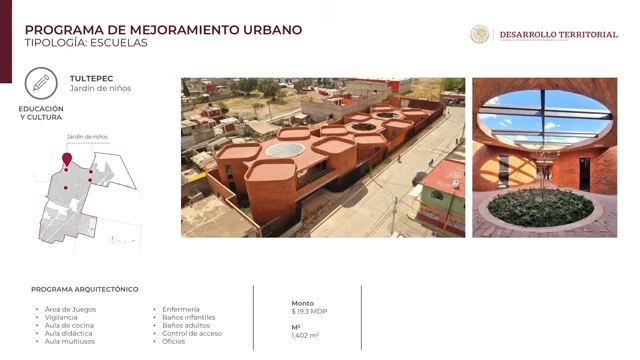 PROGRAMA DE MEJORAMIENTO URBANO
TIPOLOGÍA: ESCUELAS
DESARROLLO TERRITORIAL
TULTEPEC
Jardín de niños
EDUCACIÓN
Y CULTURA
Jardín de niños
PROGRAMA ARQUITECTÓNICO
• Área de Juegos
• Vigilancia
• Aula de cocina
• Aula didáctica
• Aula multiusos
• Enfermería
• Baños infantiles
• Baños adultos
• Control de acceso
• Oficios
Monto
$ 19.3 MDP
M²
1,402 m²